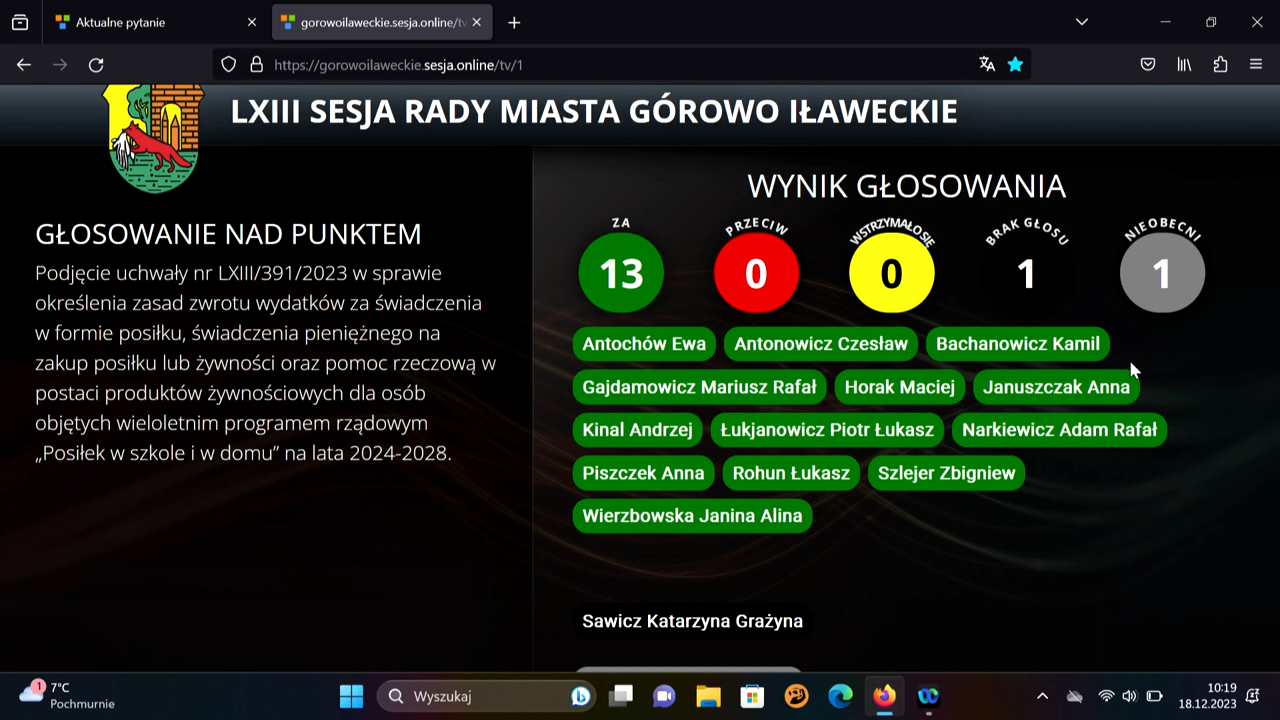 Aktualne pytanie
gorowoilaweckie.sesja.online/tv
https://gorowoilaweckie.sesja.online/tv/1
LXIII SESJA RADY MIASTA GÓROWO IŁAWECKIE
GŁOSOWANIE NAD PUNKTEM
Podjęcie uchwały nr LXIII/391/2023 w sprawie
określenia zasad zwrotu wydatków za świadczenia
w formie posiłku, świadczenia pieniężnego na
zakup posiłku lub żywności oraz pomoc rzeczową w
postaci produktów żywnościowych dla osób
objętych wieloletnim programem rządowym
„Posiłek w szkole i w domu” na lata 2024-2028.
WYNIK GŁOSOWANIA
ZA PRZECIW WSTRZYMAŁO SIĘ BRAK GŁOSU NIEOBECNI
13 0 0 1 1
Antochów Ewa Antonowicz Czesław Bachanowicz Kamil
Gajdamowicz Mariusz Rafał Horak Maciej Januszczak Anna
Kinal Andrzej Łukjanowicz Piotr Łukasz Narkiewicz Adam Rafał
Piszczek Anna Rohun Łukasz Szlejer Zbigniew
Wierzbowska Janina Alina
Sawicz Katarzyna Grażyna
1
7°C
Pochmurnie
Wyszukaj
10:19
18.12.2023